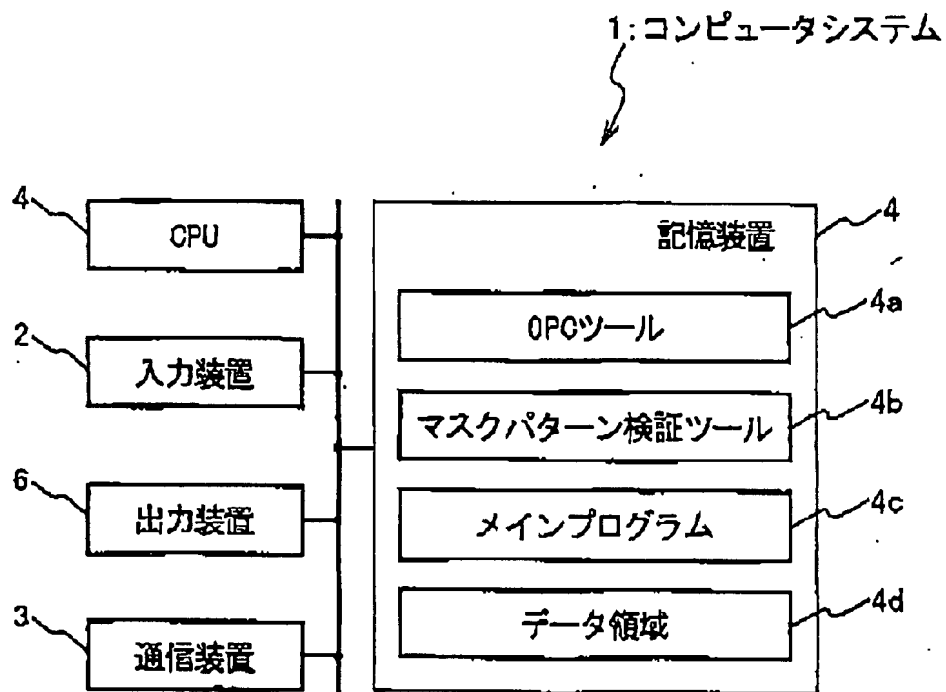 1:コンピュータシステム
4
CPU
2
入力装置
6
出力装置
3
通信装置
記憶装置
4
OPCツール
4a
マスクパターン検証ツール
4b
メインプログラム
4c
データ領域
4d